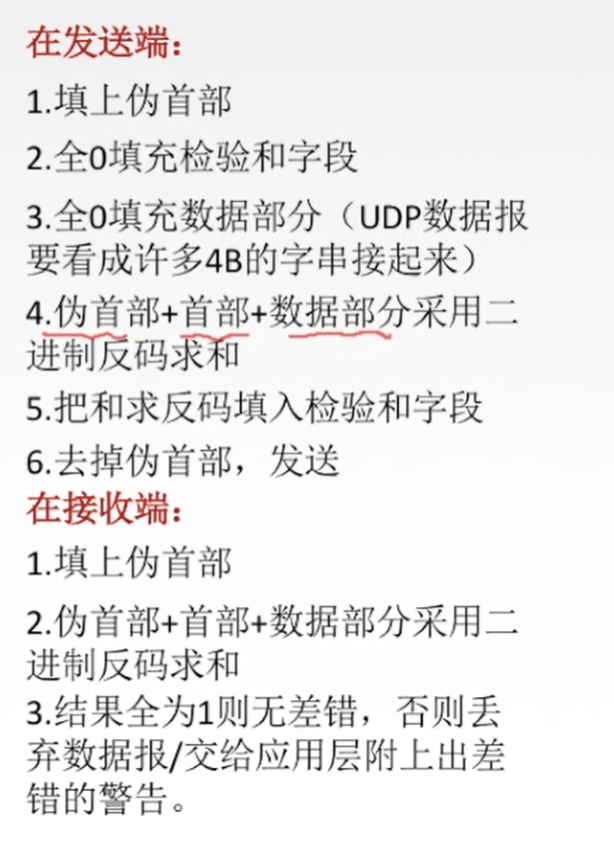 在发送端：
1.填上伪首部
2.全0填充检验和字段
3.全0填充数据部分（UDP数据报
要看成许多4B的字串接起来）
4.伪首部+首部+数据部分采用二
进制反码求和
5.把和求反码填入检验和字段
6.去掉伪首部，发送
在接收端：
1.填上伪首部
2.伪首部+首部+数据部分采用二
进制反码求和
3.结果全为1则无差错，否则丢
弃数据报/交给应用层附上出差
错的警告。